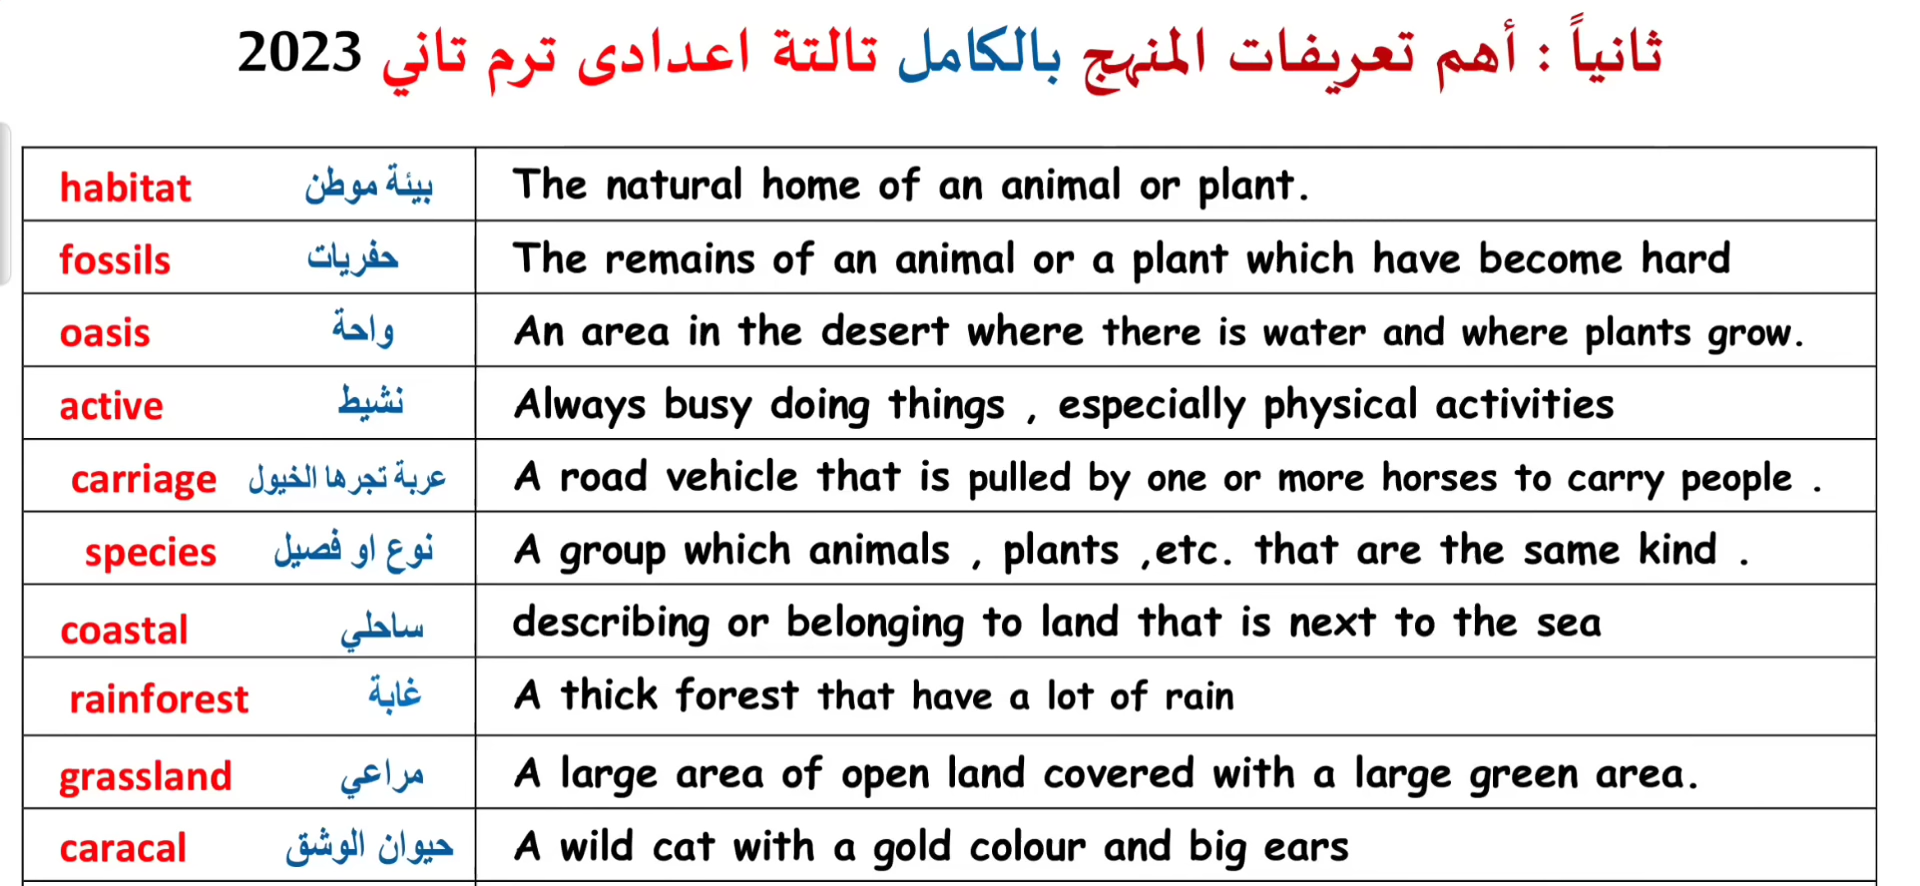 ثانياً : أهم تعريفات المنهج بالكامل تالتة اعدادى ترم تاني 2023
habitat بيئة موطن The natural home of an animal or plant.
fossils حفريات The remains of an animal or a plant which have become hard
oasis واحة An area in the desert where there is water and where plants grow.
active نشيط Always busy doing things , especially physical activities
carriage عربة تجرها الخيول A road vehicle that is pulled by one or more horses to carry people .
species نوع او فصيل A group which animals , plants ,etc. that are the same kind .
coastal ساحلي describing or belonging to land that is next to the sea
rainforest غابة A thick forest that have a lot of rain
grassland مراعي A large area of open land covered with a large green area.
caracal حيوان الوشق A wild cat with a gold colour and big ears